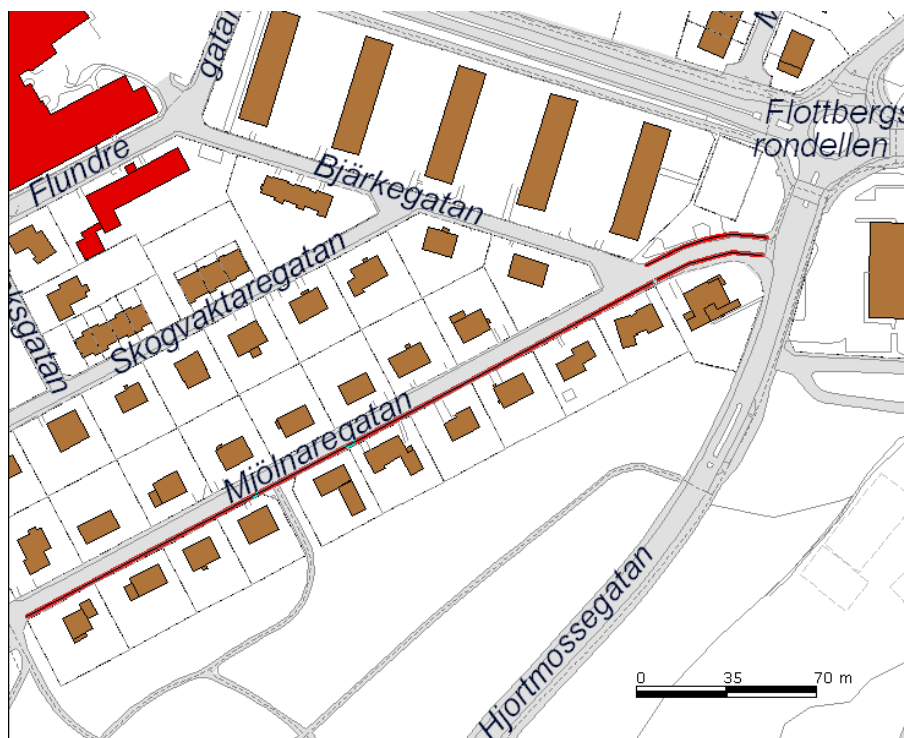 gatan
Flottbergs
rondellen
Flundre
Bjärkegatan
Skogvaktaregatan
ksgatan
Mjölnaregatan
Hjortmossegatan
0 35 70 m